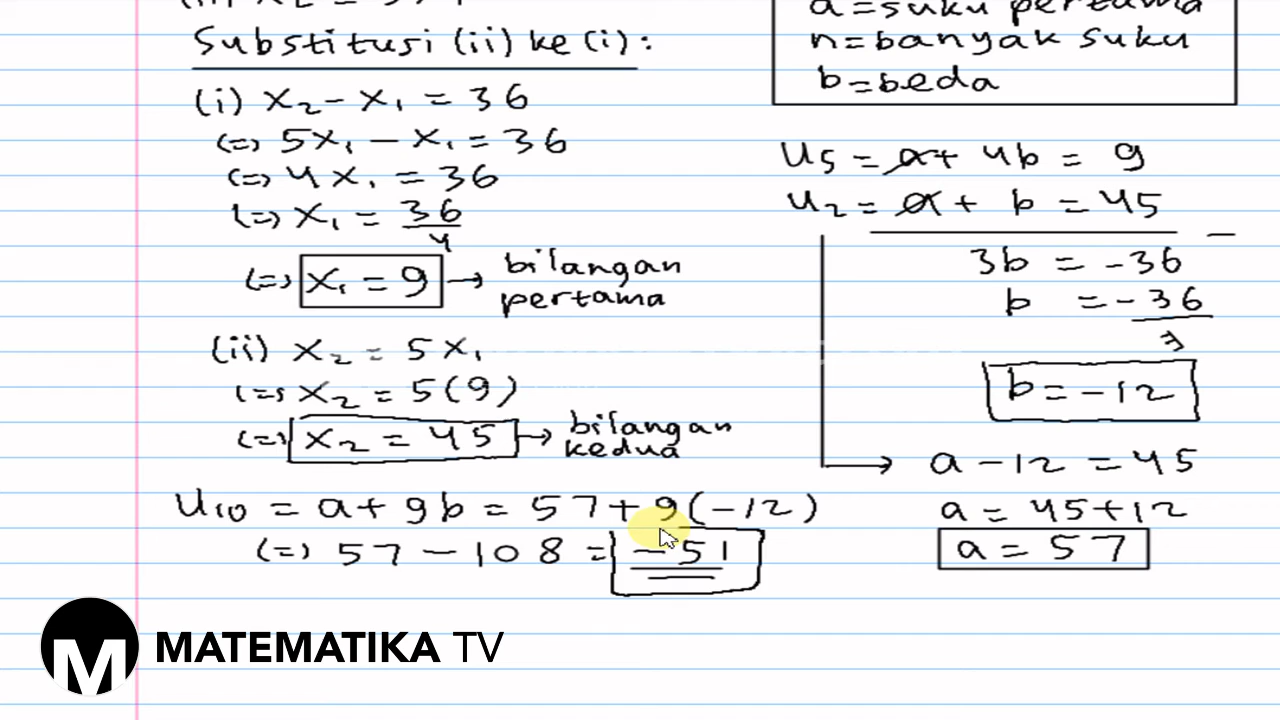 Substitusi (ii) ke (i):
(i) x₂ - x₁ = 36
(=) 5x₁ - x₁ = 36
(=) 4x₁ = 36
(=) x₁ = 36/4
(=) x₁ = 9 → bilangan pertama
(ii) x₂ = 5x₁
(=) x₂ = 5(9)
(=) x₂ = 45 → bilangan kedua
U₁₀ = a + 9b = 57 + 9(-12)
(=) 57 - 108 = -51
a = suku pertama
n = banyak suku
b = beda
U5 = a + 4b = 9
U₂ = a + b = 45
3b = -36
b = -36/3
b = -12
a - 12 = 45
a = 45 + 12
a = 57
M MATEMATIKA TV